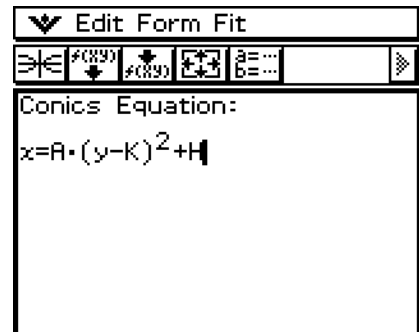 Edit Form Fit
Conics Equation:
x=A·(y-K)²+H